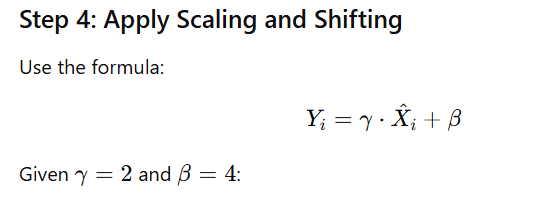 Step 4: Apply Scaling and Shifting
Use the formula:
Yᵢ = γ · X̂ᵢ + β
Given γ = 2 and β = 4: